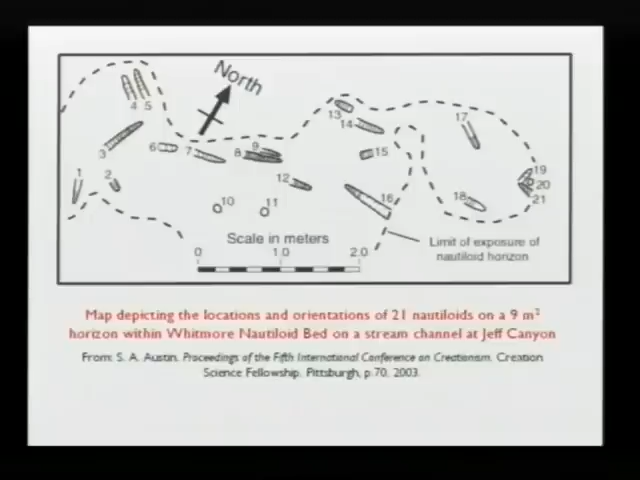 North
4 5
3
1
2
6
7
8
9
10
11
12
13
14
15
16
17
18
19
20
21
Scale in meters
0 1.0 2.0
Limit of exposure of
nautiloid horizon
Map depicting the locations and orientations of 21 nautiloids on a 9 m²
horizon within Whitmore Nautiloid Bed on a stream channel at Jeff Canyon
From: S. A. Austin. Proceedings of the Fifth International Conference on Creationism. Creation
Science Fellowship. Pittsburgh, p.70. 2003.